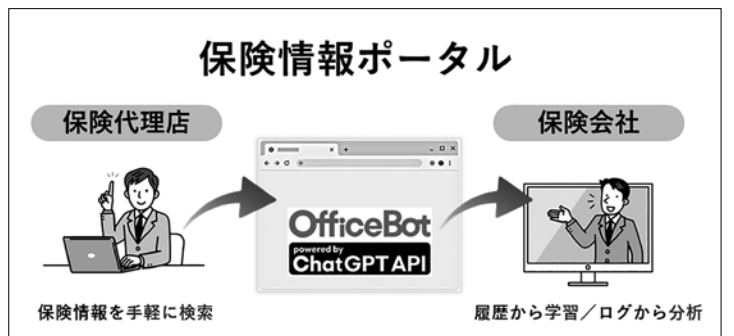 保険情報ポータル
保険代理店
保険会社
OfficeBot
powered by
ChatGPT API
保険情報を手軽に検索
履歴から学習／ログから分析